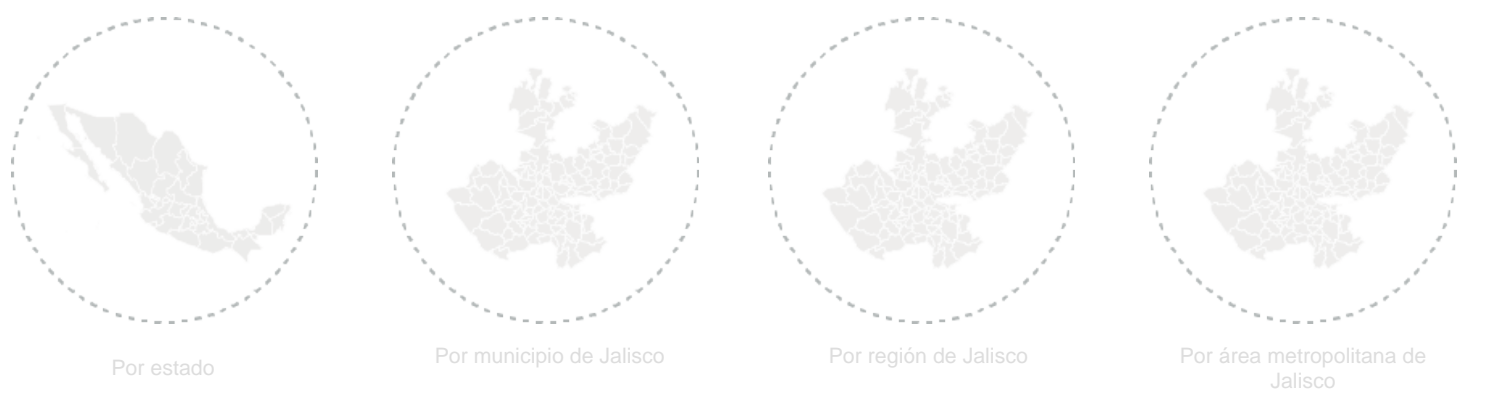 Por estado
Por municipio de Jalisco
Por región de Jalisco
Por área metropolitana de
Jalisco